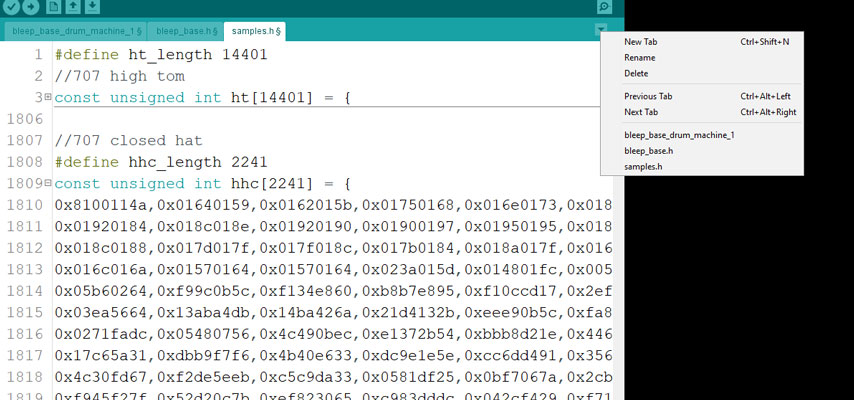 bleep_base_drum_machine_1 § bleep_base.h § samples.h §
1 #define ht_length 14401
2 //707 high tom
3 const unsigned int ht[14401] = {
1806
1807 //707 closed hat
1808 #define hhc_length 2241
1809 const unsigned int hhc[2241] = {
1810 0x8100114a,0x01640159,0x0162015b,0x01750168,0x016e0173,0x018
1811 0x01920184,0x018c018e,0x01920190,0x01900197,0x01950195,0x018
1812 0x018c0188,0x017d017f,0x017f018c,0x017b0184,0x018a017f,0x016
1813 0x016c016a,0x01570164,0x01570164,0x023a015d,0x014801fc,0x005
1814 0x05b60264,0xf99c0b5c,0xf134e860,0xb8b7e895,0xf10ccd17,0x2ef
1815 0x03ea5664,0x13aba4db,0x14ba426a,0x21d4132b,0xeee90b5c,0xfa8
1816 0x0271fadc,0x05480756,0x4c490bec,0xe1372b54,0xbbb8d21e,0x446
1817 0x17c65a31,0xdbb9f7f6,0x4b40e633,0xdc9e1e5e,0xcc6dd491,0x356
1818 0x4c30fd67,0xf2de5eeb,0xc5c9da33,0x0581df25,0x0bf7067a,0x2cb
1819 0xf945f27f,0x52d20c7b,0xef823065,0xc983dddc,0x042cf429,0xf71
New Tab Ctrl+Shift+N
Rename
Delete
Previous Tab Ctrl+Alt+Left
Next Tab Ctrl+Alt+Right
bleep_base_drum_machine_1
bleep_base.h
samples.h